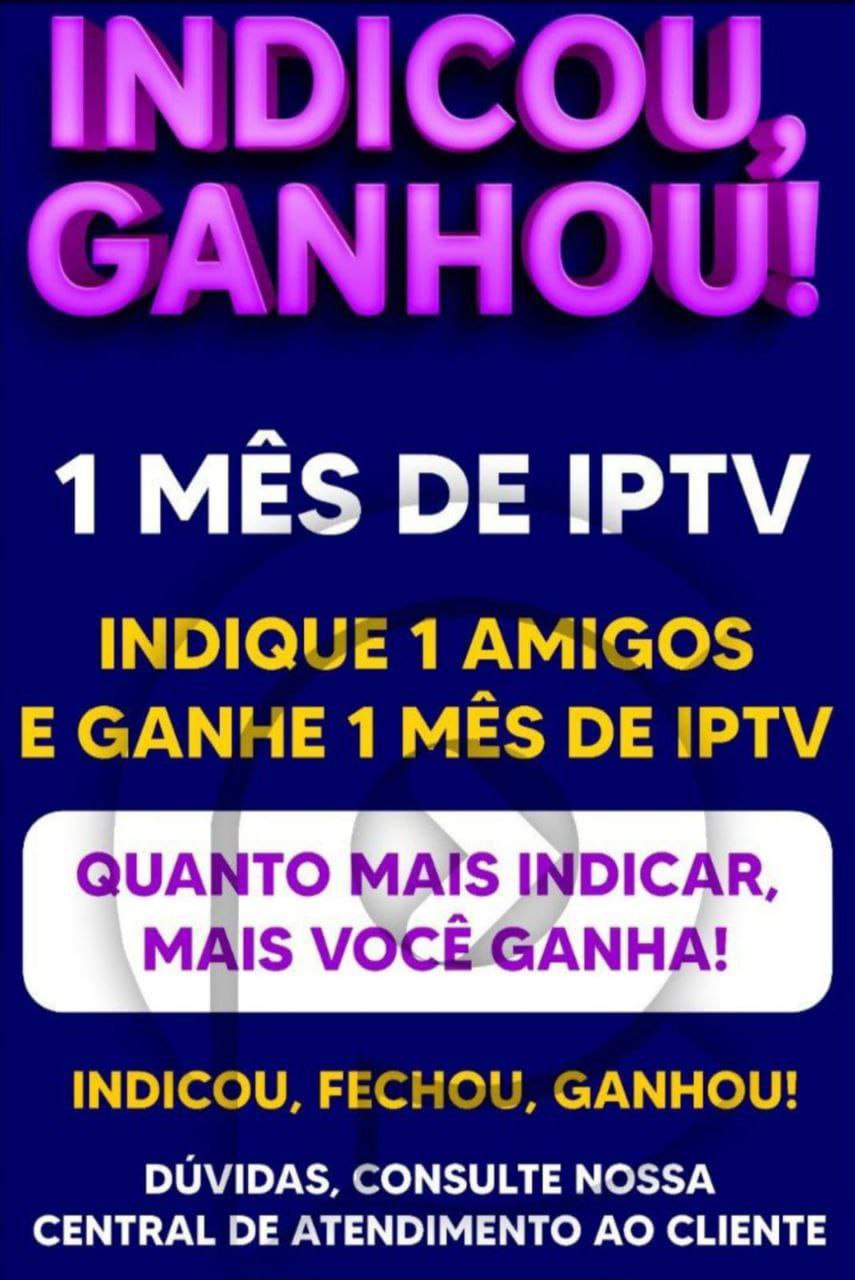 INDICOU,
GANHOU!
1 MÊS DE IPTV
INDIQUE 1 AMIGOS
E GANHE 1 MÊS DE IPTV
QUANTO MAIS INDICAR,
MAIS VOCÊ GANHA!
INDICOU, FECHOU, GANHOU!
DÚVIDAS, CONSULTE NOSSA
CENTRAL DE ATENDIMENTO AO CLIENTE